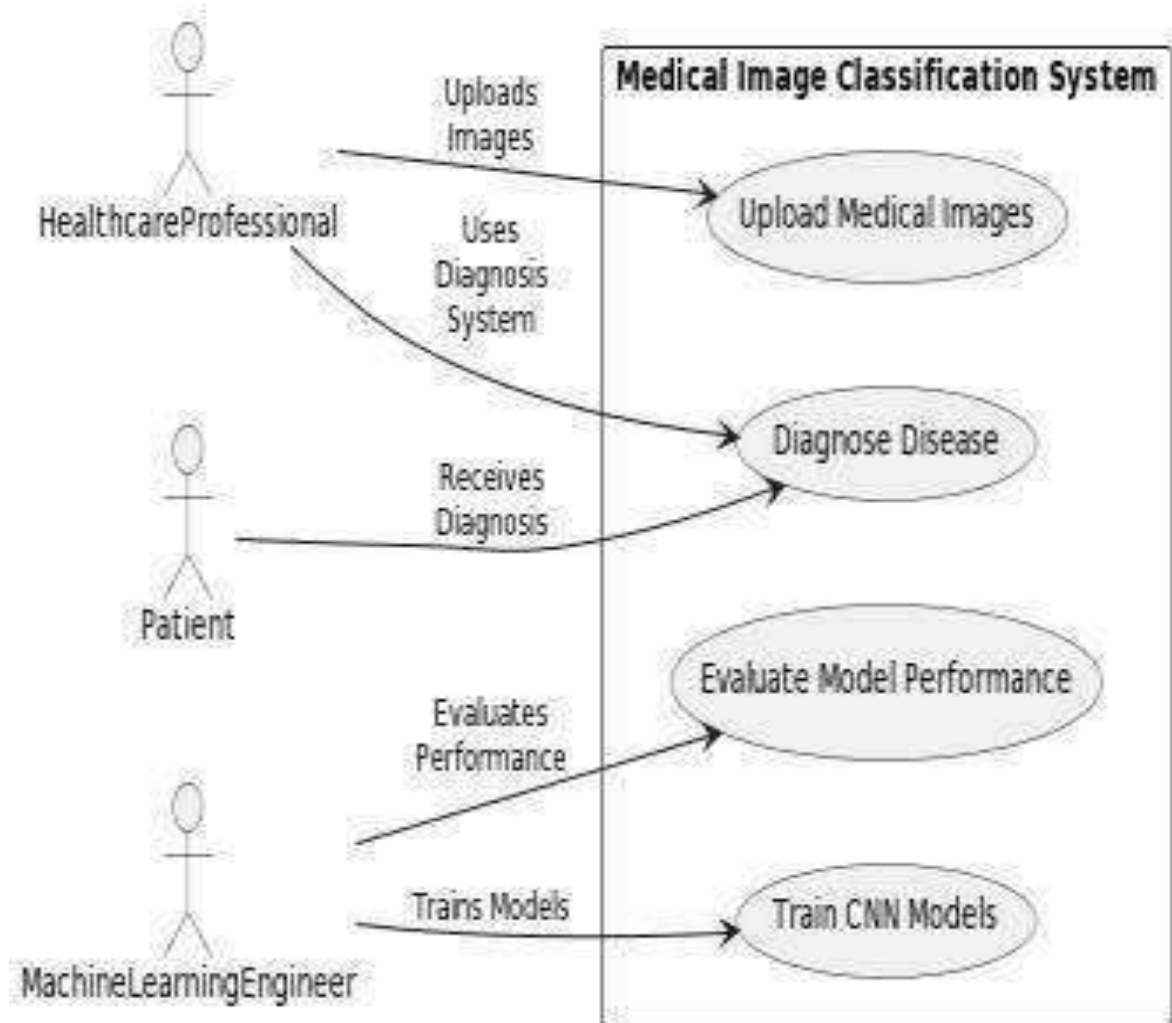 Medical Image Classification System
Uploads
Images
Upload Medical Images
HealthcareProfessional
Uses
Diagnosis
System
Diagnose Disease
Receives
Diagnosis
Patient
Evaluate Model Performance
Evaluates
Performance
Trains Models
Train CNN Models
MachineLearningEngineer